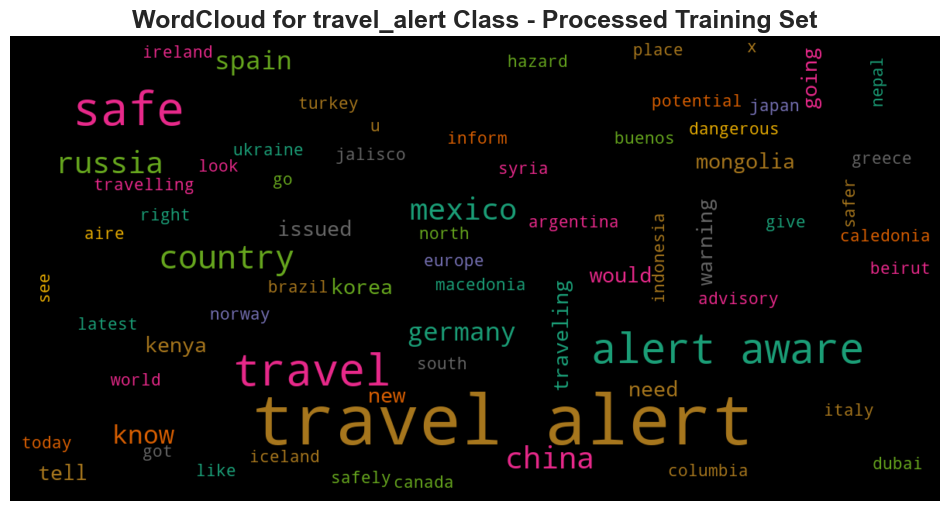 WordCloud for travel_alert Class - Processed Training Set
ireland
spain
hazard
place
x
going
nepal
safe
turkey
potential
japan
u
inform
buenos
dangerous
russia
ukraine
jalisco
look
syria
mongolia
greece
travelling
go
safer
right
mexico
argentina
give
aire
issued
north
indonesia
warning
caledonia
country
europe
would
beirut
see
brazil
korea
macedonia
advisory
latest
norway
germany
traveling
kenya
south
alert aware
world
travel
new
need
travel alert
italy
today
know
got
iceland
china
tell
like
safely
canada
columbia
dubai